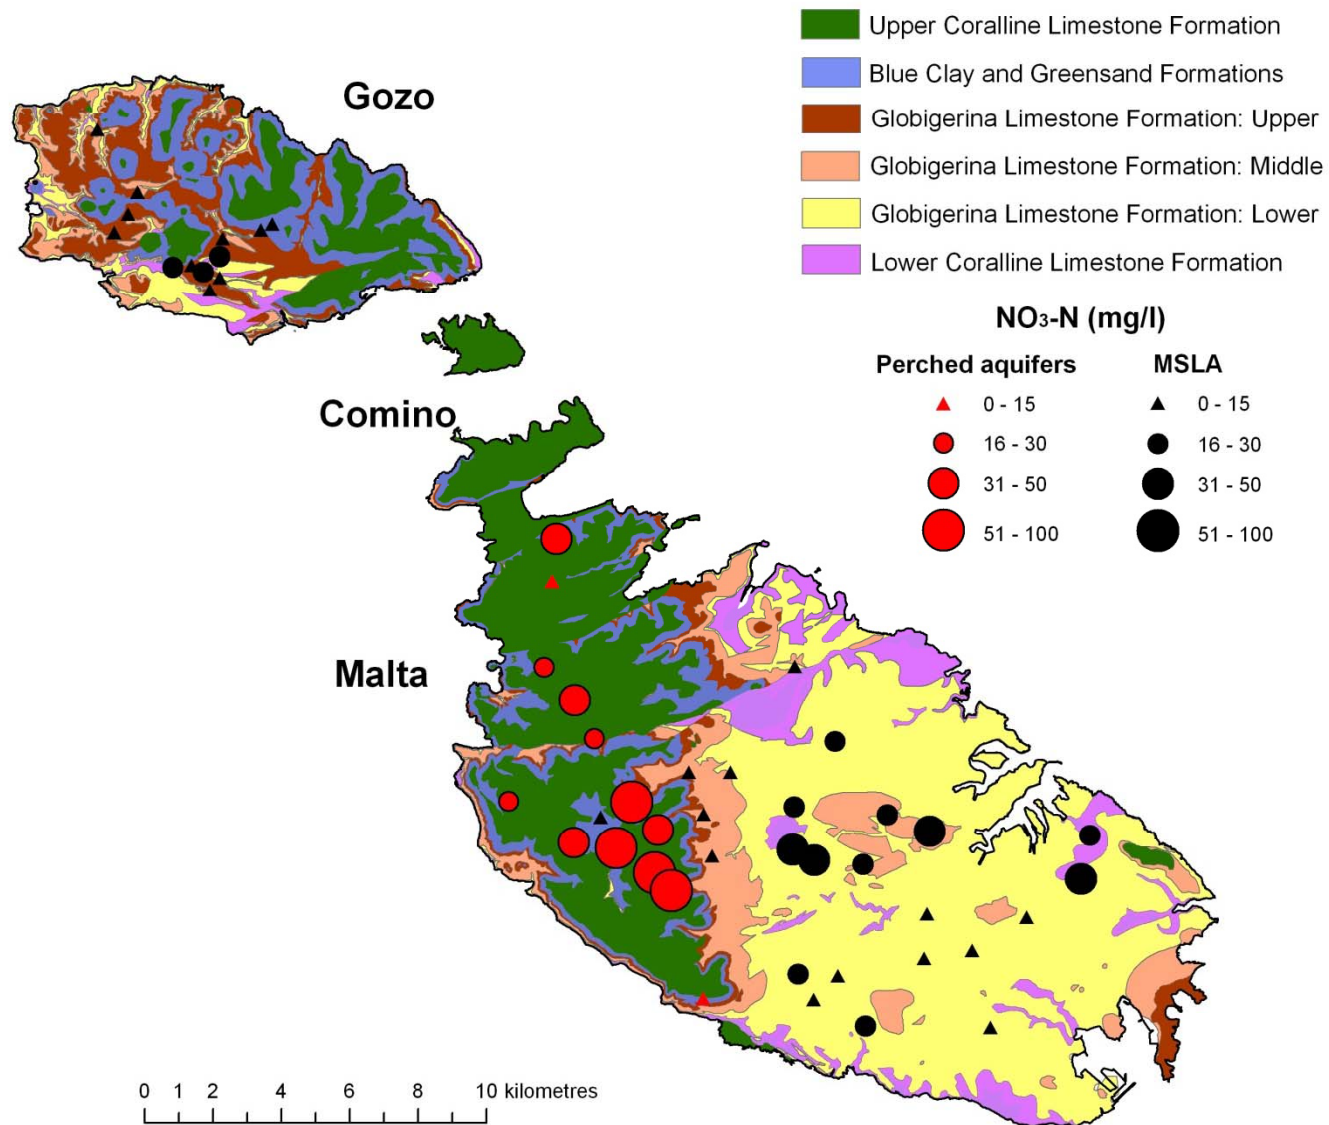 Upper Coralline Limestone Formation
Blue Clay and Greensand Formations
Globigerina Limestone Formation: Upper
Globigerina Limestone Formation: Middle
Globigerina Limestone Formation: Lower
Lower Coralline Limestone Formation
NO₃-N (mg/l)
Perched aquifers MSLA
0 - 15 0 - 15
16 - 30 16 - 30
31 - 50 31 - 50
51 - 100 51 - 100
Gozo
Comino
Malta
0 1 2 4 6 8 10 kilometres